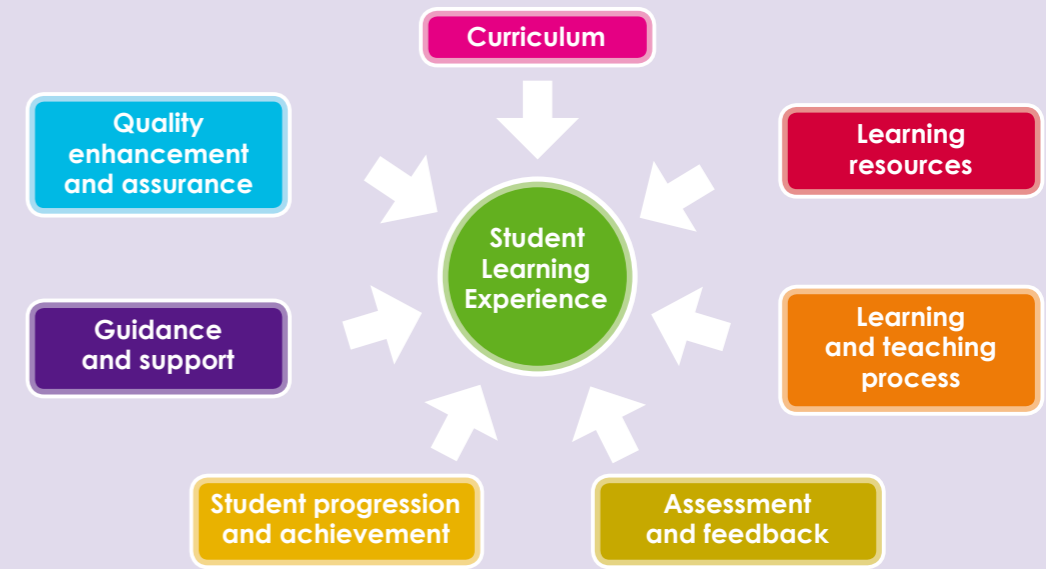 Curriculum
Quality
enhancement
and assurance
Learning
resources
Student
Learning
Experience
Guidance
and support
Learning
and teaching
process
Student progression
and achievement
Assessment
and feedback